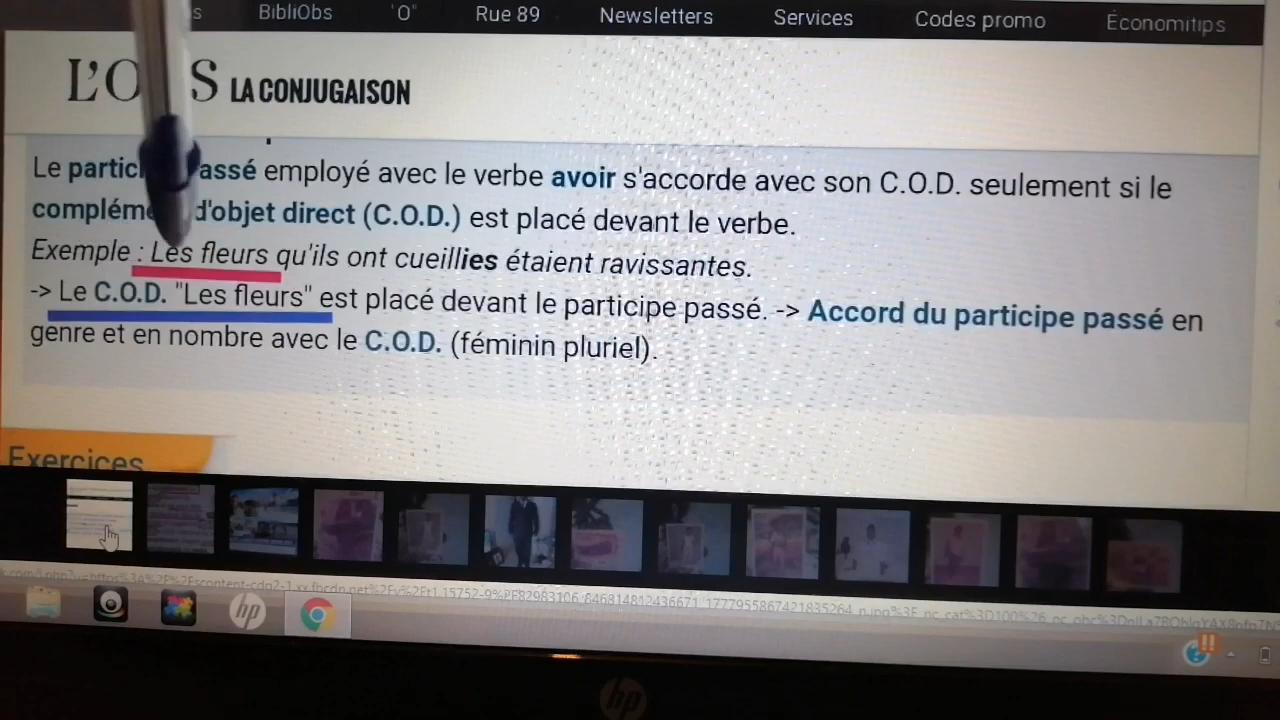 BibliObs 'O' Rue 89 Newsletters Services Codes promo Économitips
LA CONJUGAISON
Le passé employé avec le verbe avoir s'accorde avec son C.O.D. seulement si le
d'objet direct (C.O.D.) est placé devant le verbe.
Exemple : Les fleurs qu'ils ont cueillies étaient ravissantes.
-> Le C.O.D. "Les fleurs" est placé devant le participe passé. -> Accord du participe passé en
genre et en nombre avec le C.O.D. (féminin pluriel).
Exercices
hp
hp